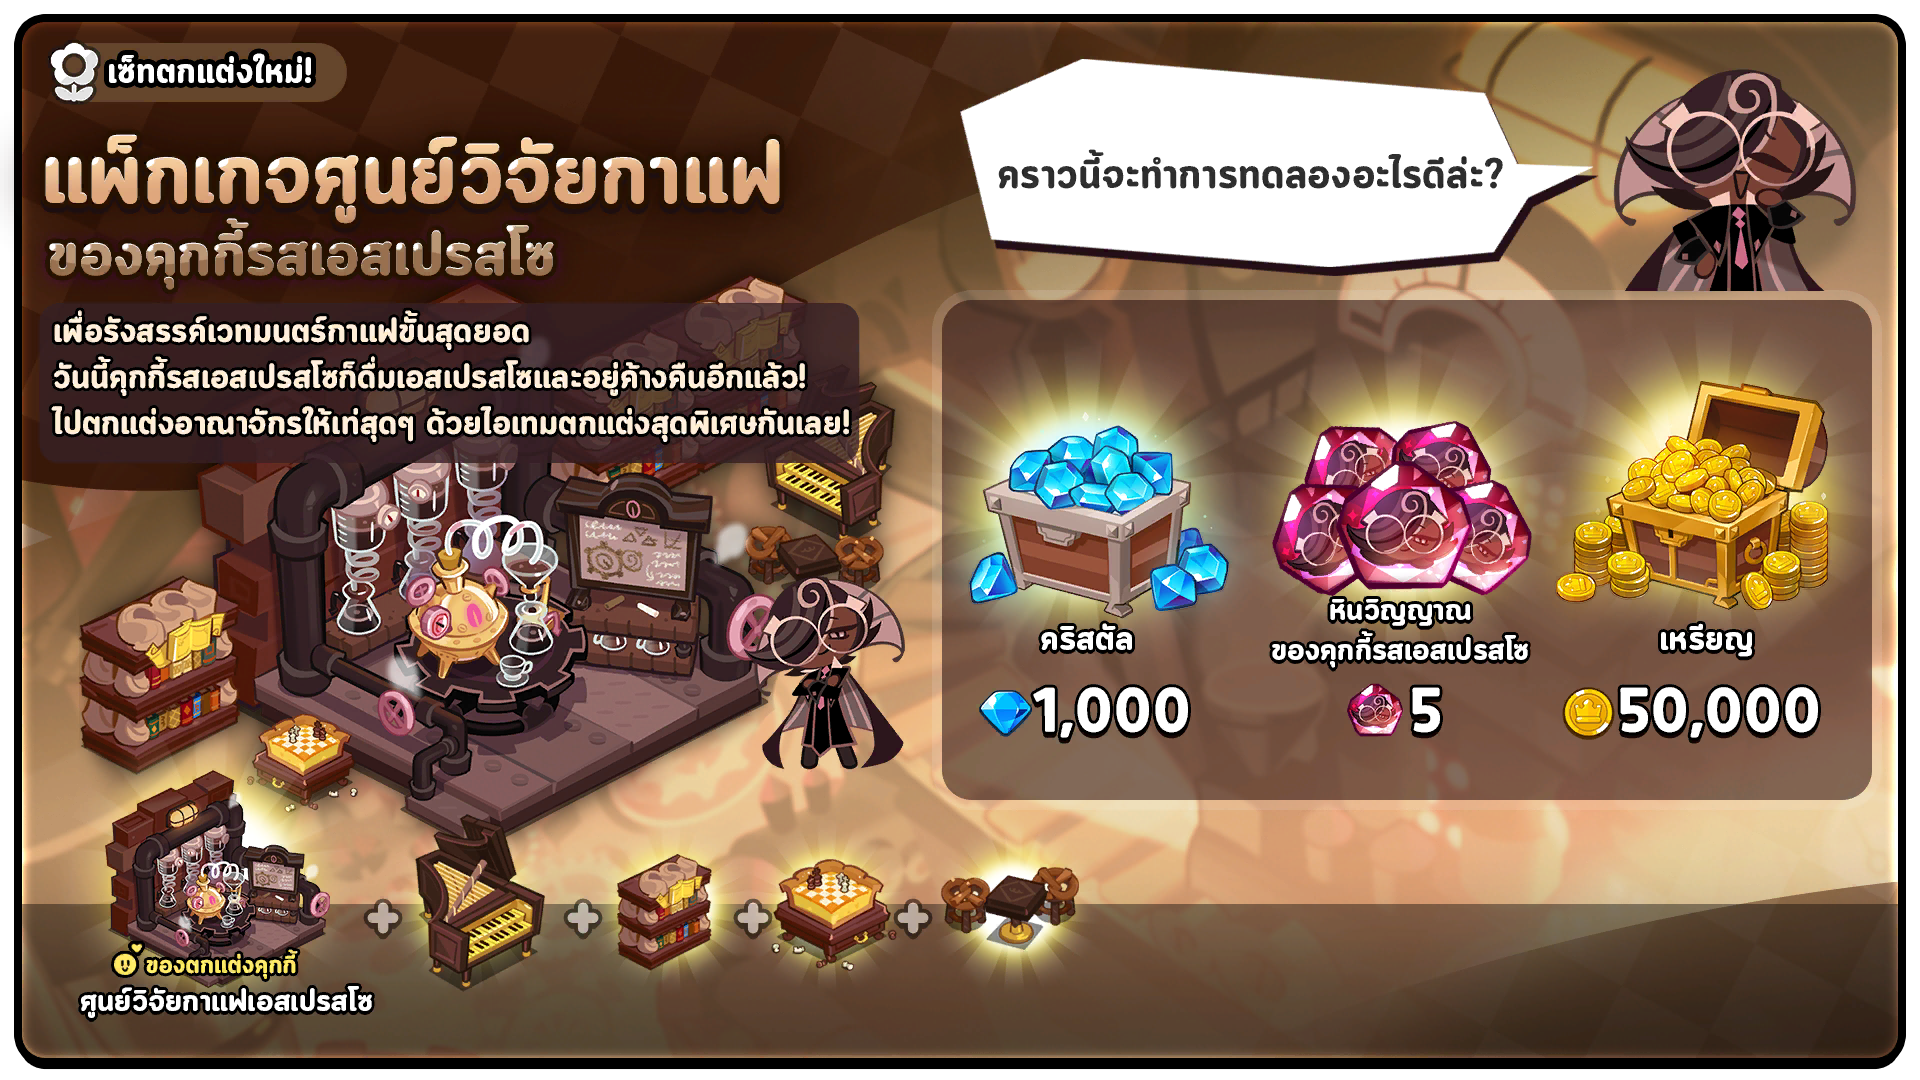 เซ็ทตกแต่งใหม่!
แพ็กเกจศูนย์วิจัยกาแฟ
ของคุกกี้รสเอสเปรสโซ
เพื่อรังสรรค์เวทมนตร์กาแฟขั้นสุดยอด
วันนี้คุกกี้รสเอสเปรสโซก็ดื่มเอสเปรสโซและอยู่ค้างคืนอีกแล้ว!
ไปตกแต่งอาณาจักรให้เท่สุดๆ ด้วยไอเทมตกแต่งสุดพิเศษกันเลย!
คราวนี้จะทำการทดลองอะไรดีล่ะ?
คริสตัล
1,000
หินวิญญาณ
ของคุกกี้รสเอสเปรสโซ
5
เหรียญ
50,000
ของตกแต่งคุกกี้
ศูนย์วิจัยกาแฟเอสเปรสโซ